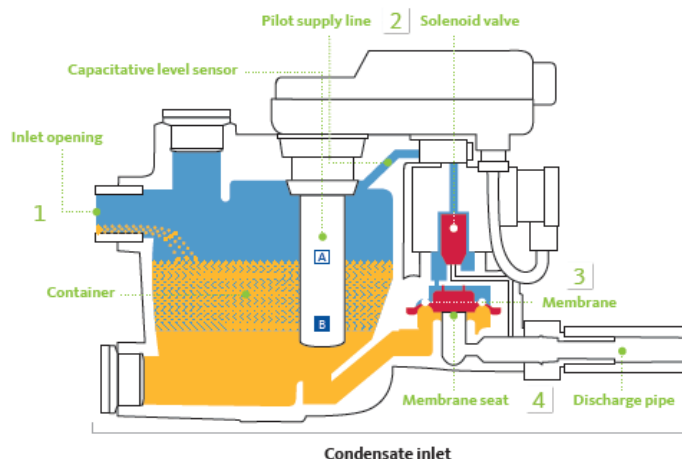 Pilot supply line 2 Solenoid valve
Capacitative level sensor
Inlet opening
1
A
3
Container
Membrane
B
Membrane seat 4 Discharge pipe
Condensate inlet